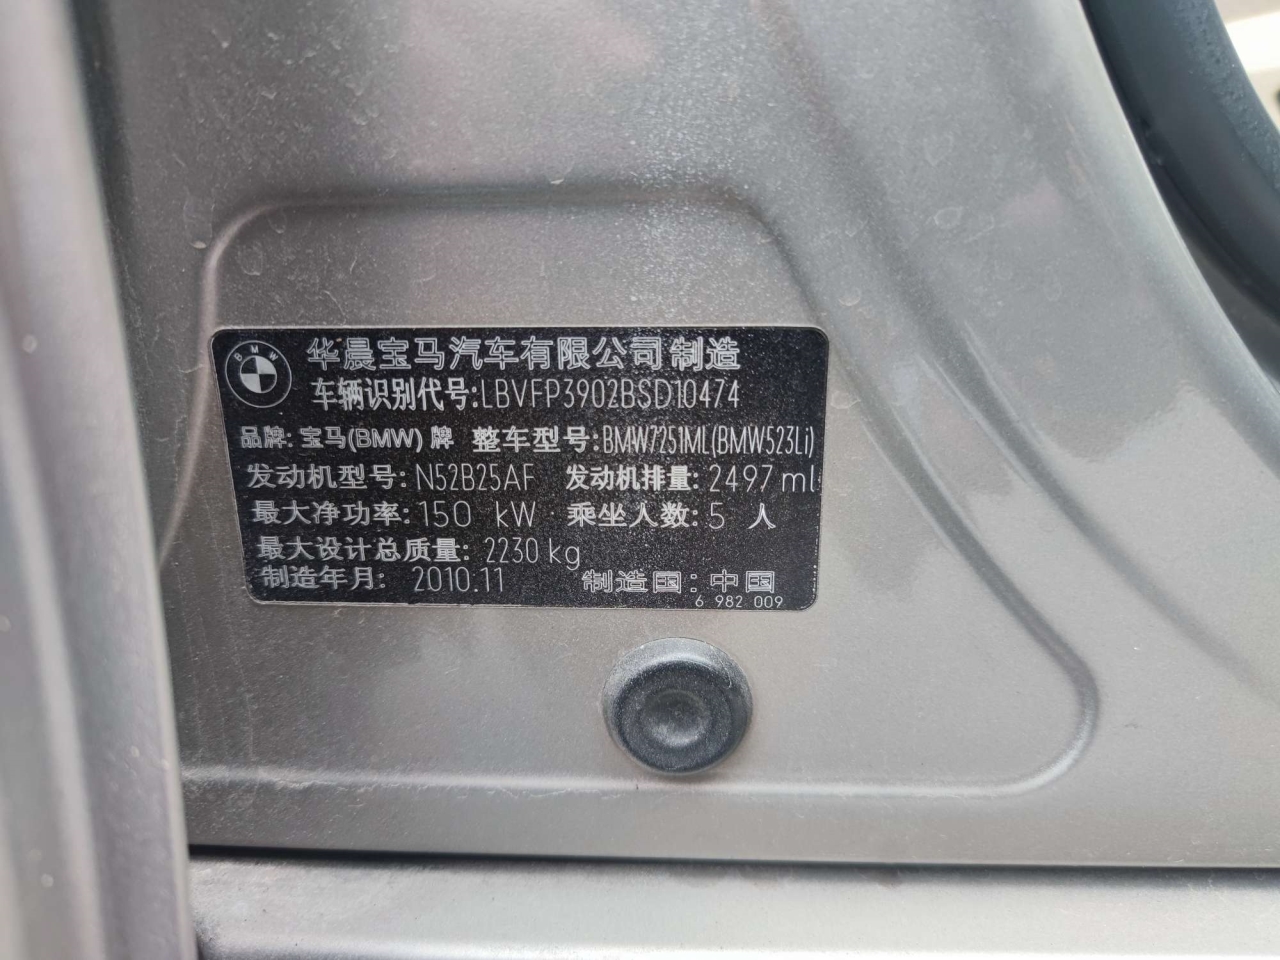 BMW
华晨宝马汽车有限公司制造
车辆识别代号:LBVFP3902BSD10474
品牌: 宝马(BMW) 牌 整车型号:BMW7251ML(BMW523Li)
发动机型号: N52B25AF 发动机排量: 2497 ml
最大净功率: 150 kW 乘坐人数: 5 人
最大设计总质量: 2230 kg
制造年月: 2010.11 制造国: 中国
6 982 009